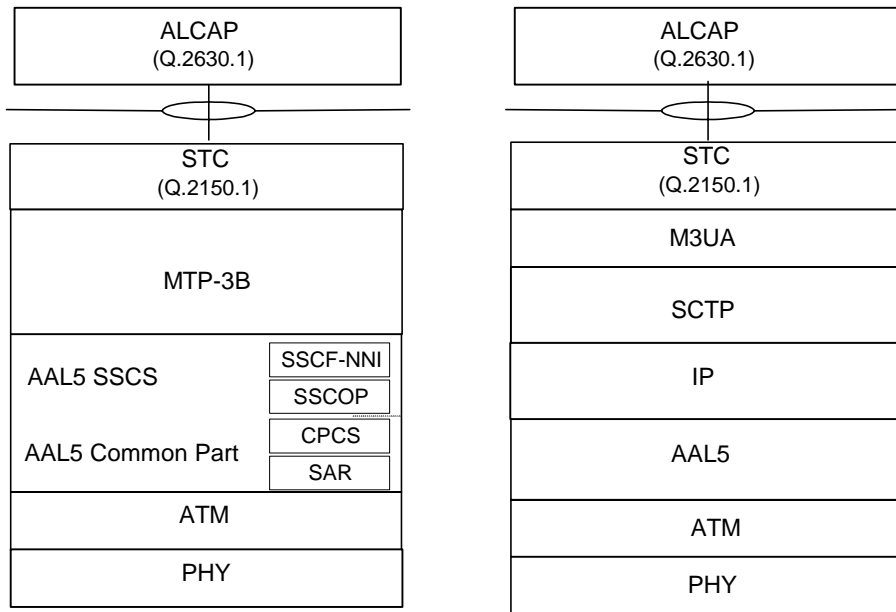 ALCAP
(Q.2630.1)
STC
(Q.2150.1)
MTP-3B
AAL5 SSCS
SSCF-NNI
SSCOP
AAL5 Common Part
CPCS
SAR
ATM
PHY
ALCAP
(Q.2630.1)
STC
(Q.2150.1)
M3UA
SCTP
IP
AAL5
ATM
PHY